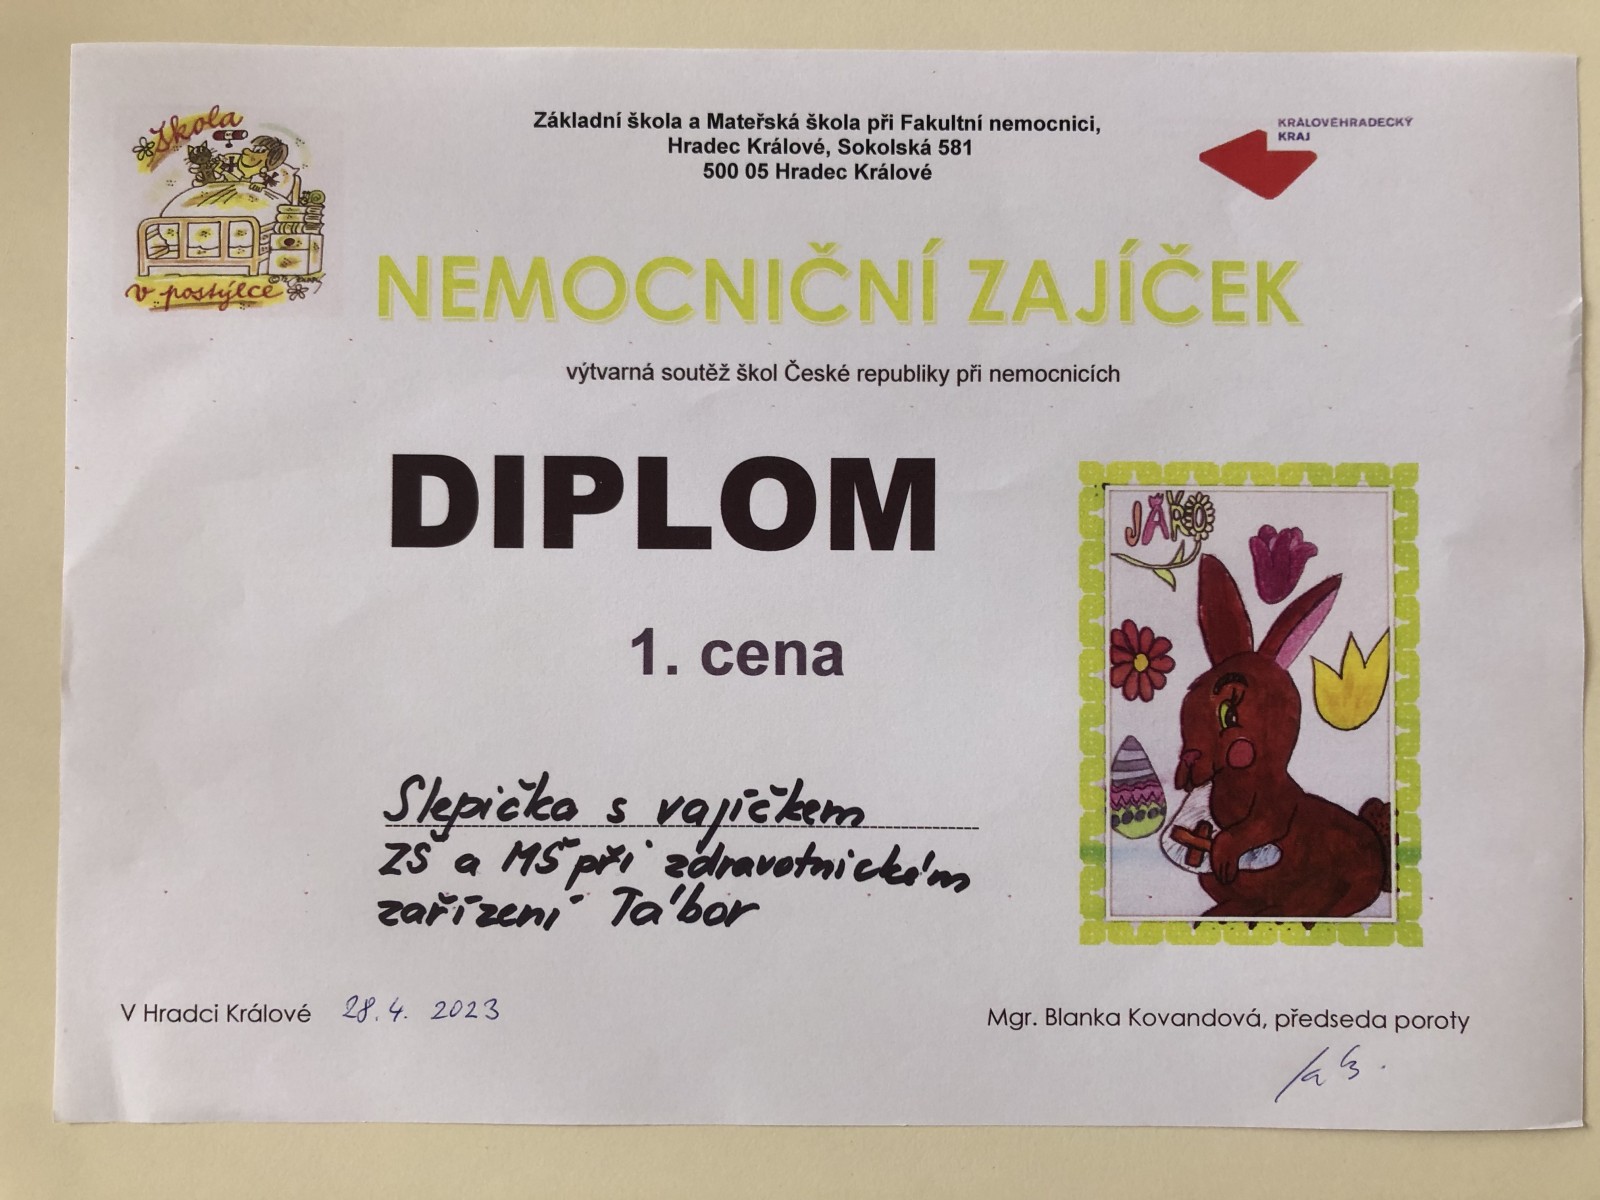 Škola
v postýlce
Základní škola a Mateřská škola při Fakultní nemocnici,
Hradec Králové, Sokolská 581
500 05 Hradec Králové
KRÁLOVÉHRADECKÝ
KRAJ
NEMOCNIČNÍ ZAJÍČEK
výtvarná soutěž škol České republiky při nemocnicích
DIPLOM
1. cena
JARO
Slepička s vajíčkem
ZŠ a MŠ při zdravotnickém
zařízení Tábor
V Hradci Králové 28. 4. 2023
Mgr. Blanka Kovandová, předseda poroty